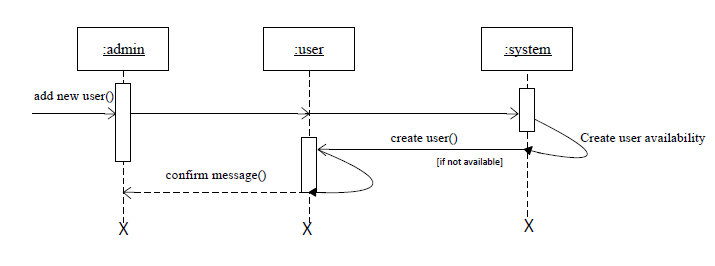 :admin
:user
:system
add new user()
create user()
Create user availability
[if not available]
confirm message()
X
X
X